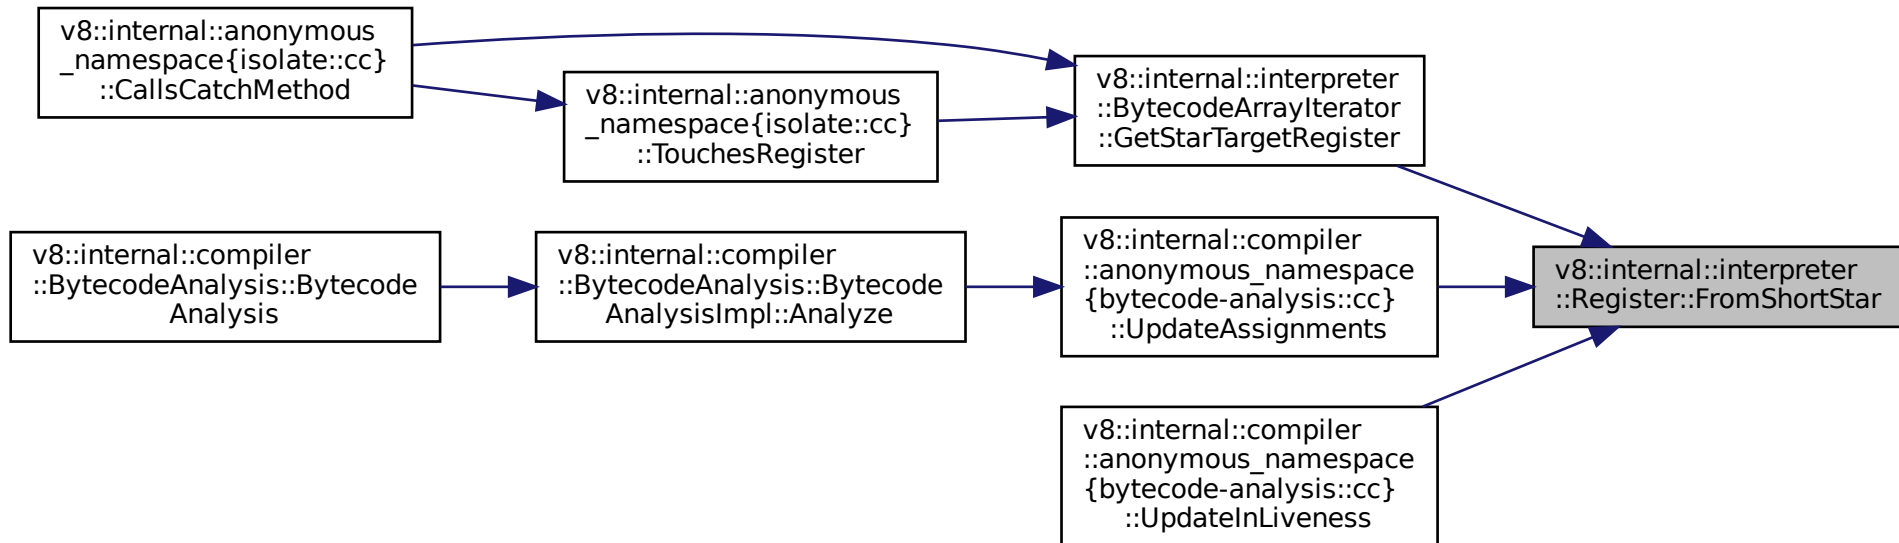 v8::internal::anonymous
_namespace{isolate::cc}
::CallsCatchMethod
v8::internal::anonymous
_namespace{isolate::cc}
::TouchesRegister
v8::internal::interpreter
::BytecodeArrayIterator
::GetStarTargetRegister
v8::internal::compiler
::BytecodeAnalysis::Bytecode
Analysis
v8::internal::compiler
::BytecodeAnalysis::Bytecode
AnalysisImpl::Analyze
v8::internal::compiler
::anonymous_namespace
{bytecode-analysis::cc}
::UpdateAssignments
v8::internal::interpreter
::Register::FromShortStar
v8::internal::compiler
::anonymous_namespace
{bytecode-analysis::cc}
::UpdateInLiveness